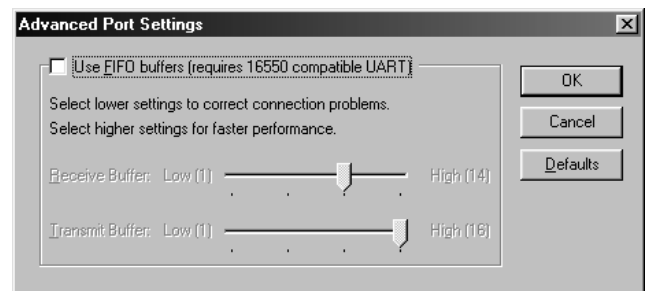 Advanced Port Settings
Use FIFO buffers (requires 16550 compatible UART)
Select lower settings to correct connection problems.
Select higher settings for faster performance.
Receive Buffer: Low (1) High (14)
Transmit Buffer: Low (1) High (16)
OK
Cancel
Defaults